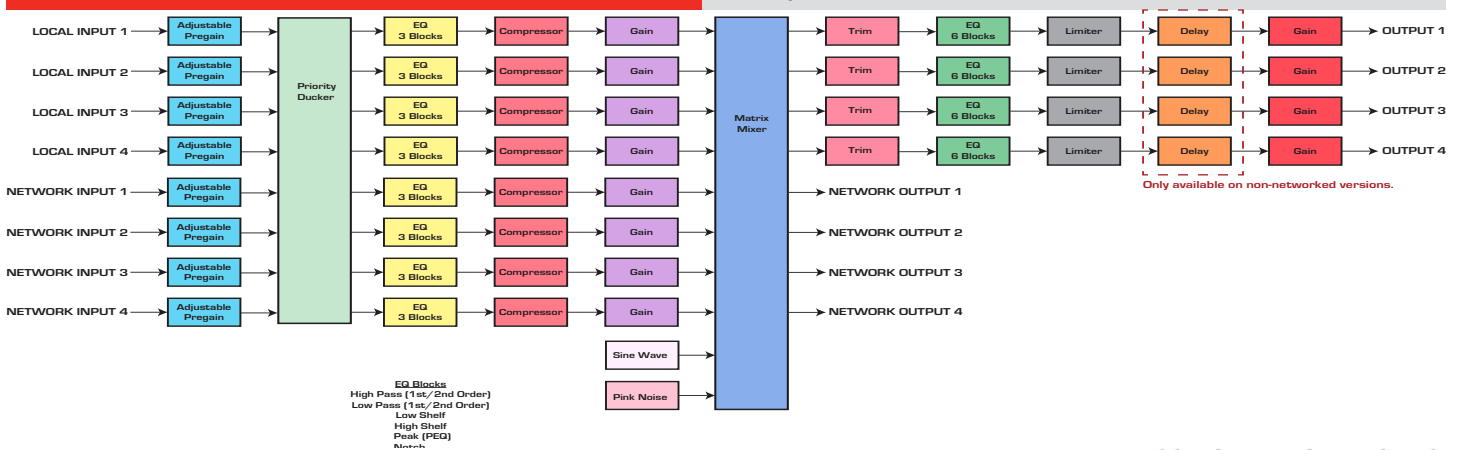 LOCAL INPUT 1 Adjustable Pregain EQ 3 Blocks Compressor Gain Trim EQ 6 Blocks Limiter Delay Gain OUTPUT 1
LOCAL INPUT 2 Adjustable Pregain EQ 3 Blocks Compressor Gain Trim EQ 6 Blocks Limiter Delay Gain OUTPUT 2
Priority Ducker
LOCAL INPUT 3 Adjustable Pregain EQ 3 Blocks Compressor Gain Trim EQ 6 Blocks Limiter Delay Gain OUTPUT 3
Matrix Mixer
LOCAL INPUT 4 Adjustable Pregain EQ 3 Blocks Compressor Gain Trim EQ 6 Blocks Limiter Delay Gain OUTPUT 4
Only available on non-networked versions.
NETWORK INPUT 1 Adjustable Pregain EQ 3 Blocks Compressor Gain NETWORK OUTPUT 1
NETWORK INPUT 2 Adjustable Pregain EQ 3 Blocks Compressor Gain NETWORK OUTPUT 2
NETWORK INPUT 3 Adjustable Pregain EQ 3 Blocks Compressor Gain NETWORK OUTPUT 3
NETWORK INPUT 4 Adjustable Pregain EQ 3 Blocks Compressor Gain NETWORK OUTPUT 4
Sine Wave
Pink Noise
EQ Blocks
High Pass (1st/2nd Order)
Low Pass (1st/2nd Order)
Low Shelf
High Shelf
Peak (PEQ)
Notch